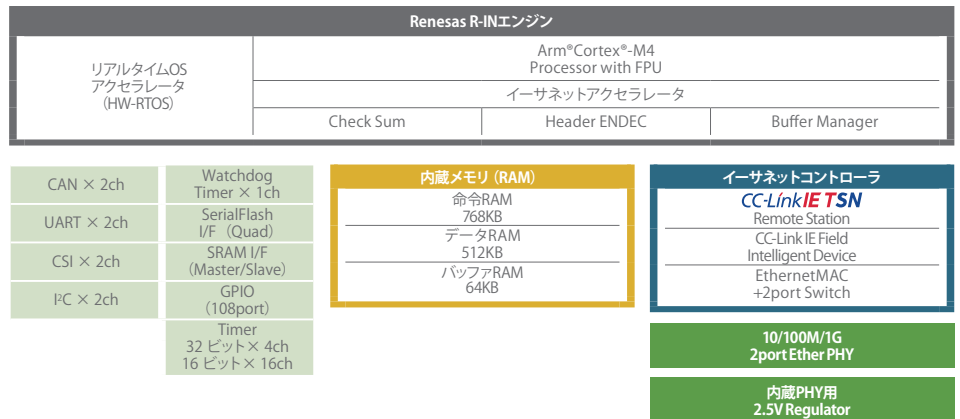 Renesas R-INエンジン
リアルタイムOS
アクセラレータ
(HW-RTOS)
Arm®Cortex®-M4
Processor with FPU
イーサネットアクセラレータ
Check Sum
Header ENDEC
Buffer Manager
CAN × 2ch
UART × 2ch
CSI × 2ch
I²C × 2ch
Watchdog
Timer × 1ch
SerialFlash
I/F（Quad）
SRAM I/F
(Master/Slave)
GPIO
(108port)
Timer
32 ビット× 4ch
16 ビット× 16ch
内蔵メモリ（RAM）
命令RAM
768KB
データRAM
512KB
バッファRAM
64KB
イーサネットコントローラ
CC-Link IE TSN
Remote Station
CC-Link IE Field
Intelligent Device
EthernetMAC
+2port Switch
10/100M/1G
2port Ether PHY
内蔵PHY用
2.5V Regulator